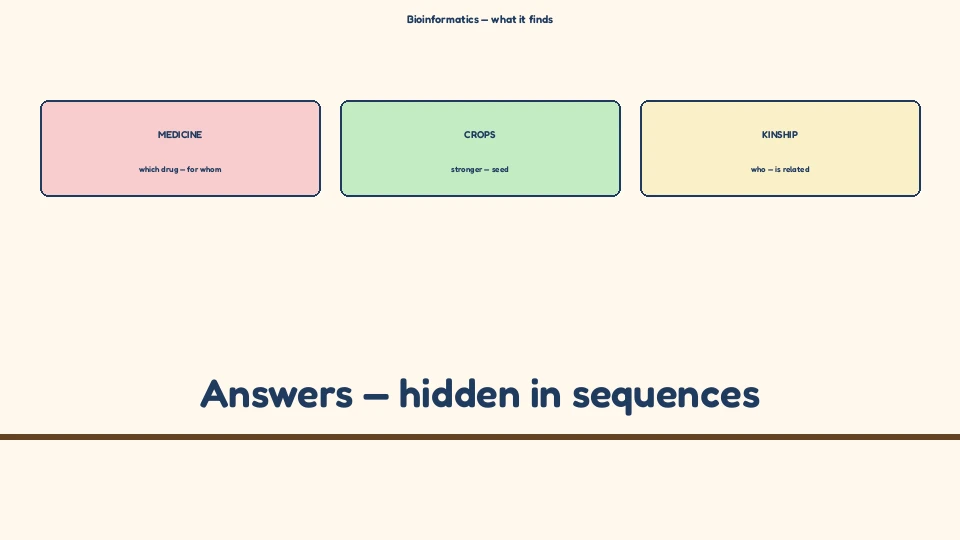 Bioinformatics — what it finds
MEDICINE
which drug — for whom
CROPS
stronger — seed
KINSHIP
who — is related
Answers — hidden in sequences